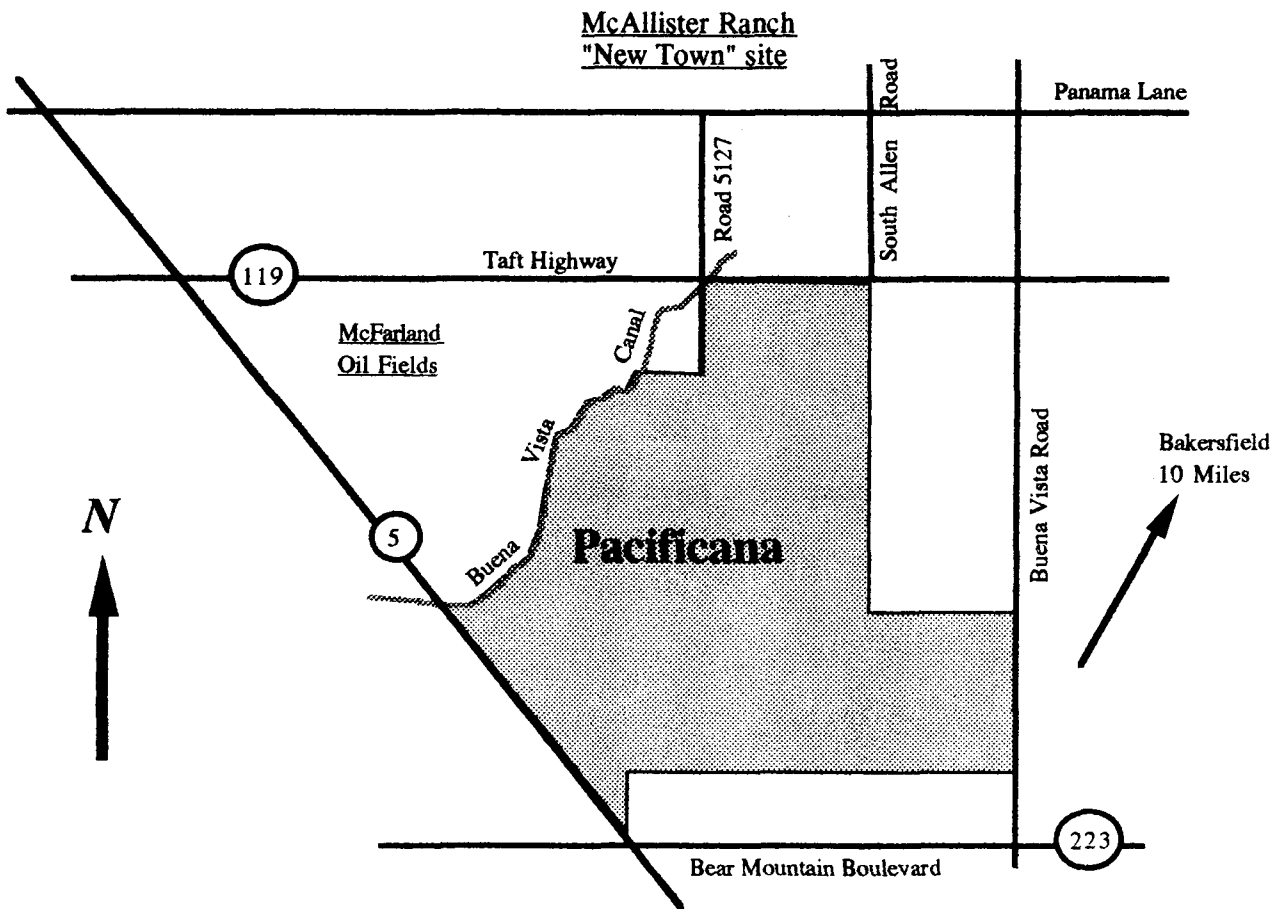 McAllister Ranch
"New Town" site
Panama Lane
South Allen Road
Road 5127
Taft Highway
119
McFarland
Oil Fields
Buena Vista Canal
Buena Vista Road
Bakersfield
10 Miles
N
5
Pacificana
223
Bear Mountain Boulevard